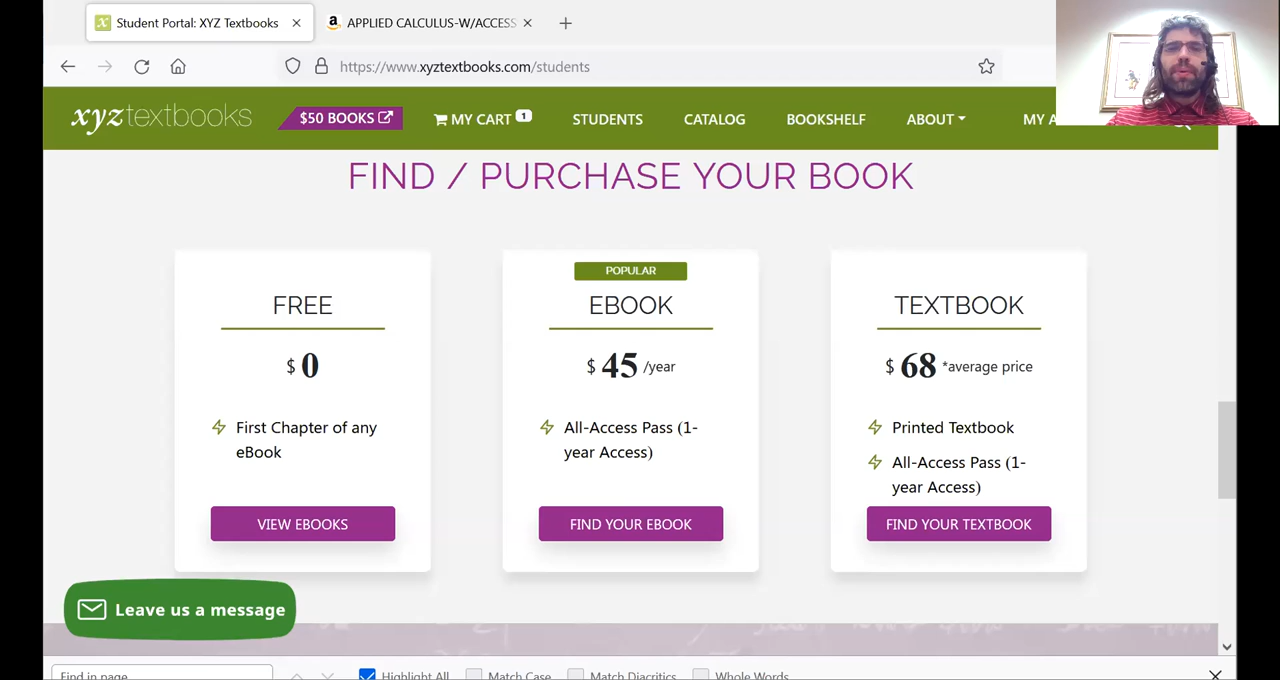 Student Portal: XYZ Textbooks
APPLIED CALCULUS-W/ACCESS
https://www.xyztextbooks.com/students
xyztextbooks
$50 BOOKS
MY CART 1
STUDENTS
CATALOG
BOOKSHELF
ABOUT
MY A
FIND / PURCHASE YOUR BOOK
FREE
$ 0
First Chapter of any
eBook
VIEW EBOOKS
POPULAR
EBOOK
$ 45 /year
All-Access Pass (1-
year Access)
FIND YOUR EBOOK
TEXTBOOK
$ 68 *average price
Printed Textbook
All-Access Pass (1-
year Access)
FIND YOUR TEXTBOOK
Leave us a message
Find in page
Highlight All
Match Case
Match Diacritics
Whole Words